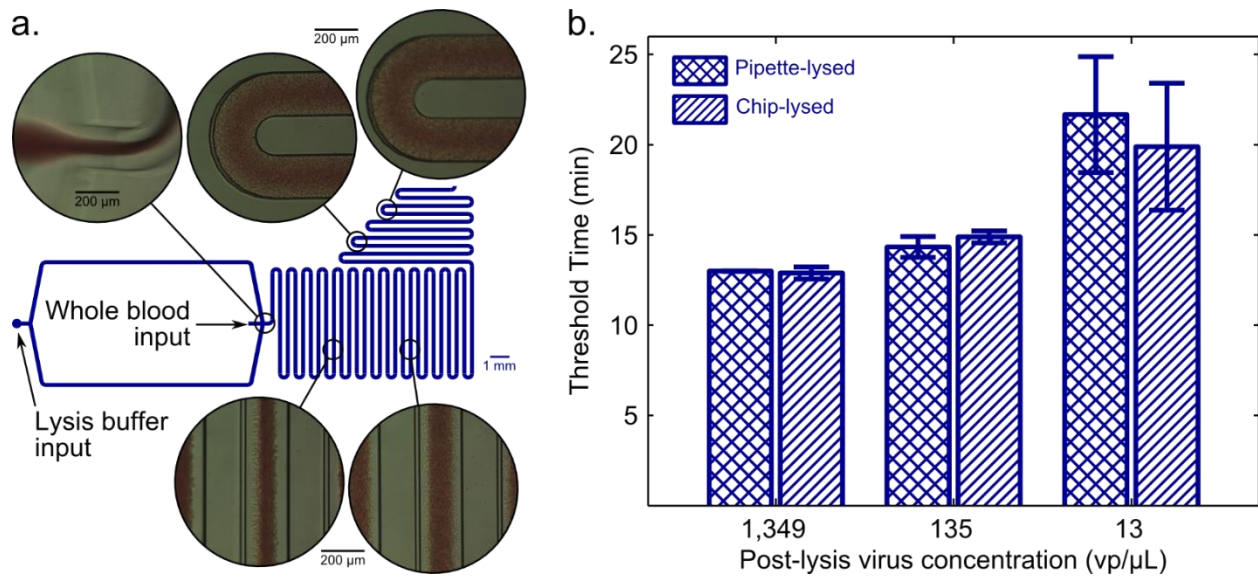 a.
200 µm
200 µm
Whole blood
input
1 mm
Lysis buffer
input
200 µm
b.
25
20
15
10
5
Threshold Time (min)
Pipette-lysed
Chip-lysed
1,349
135
13
Post-lysis virus concentration (vp/µL)